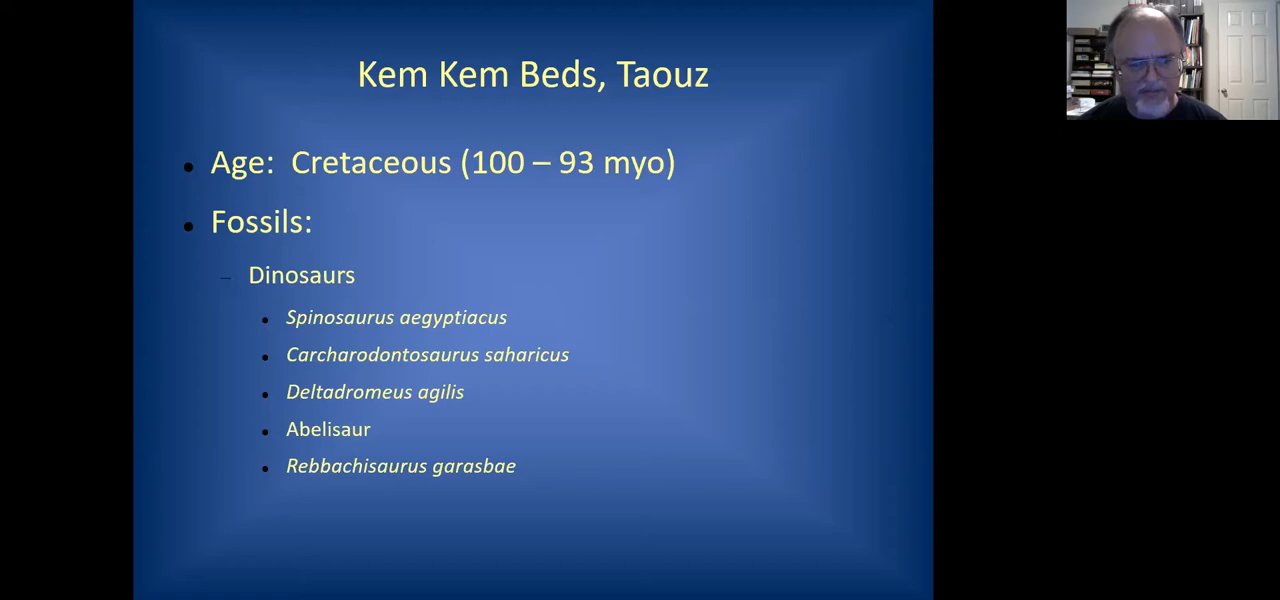 Kem Kem Beds, Taouz
• Age: Cretaceous (100 – 93 myo)
• Fossils:
– Dinosaurs
• Spinosaurus aegyptiacus
• Carcharodontosaurus saharicus
• Deltadromeus agilis
• Abelisaur
• Rebbachisaurus garasbae